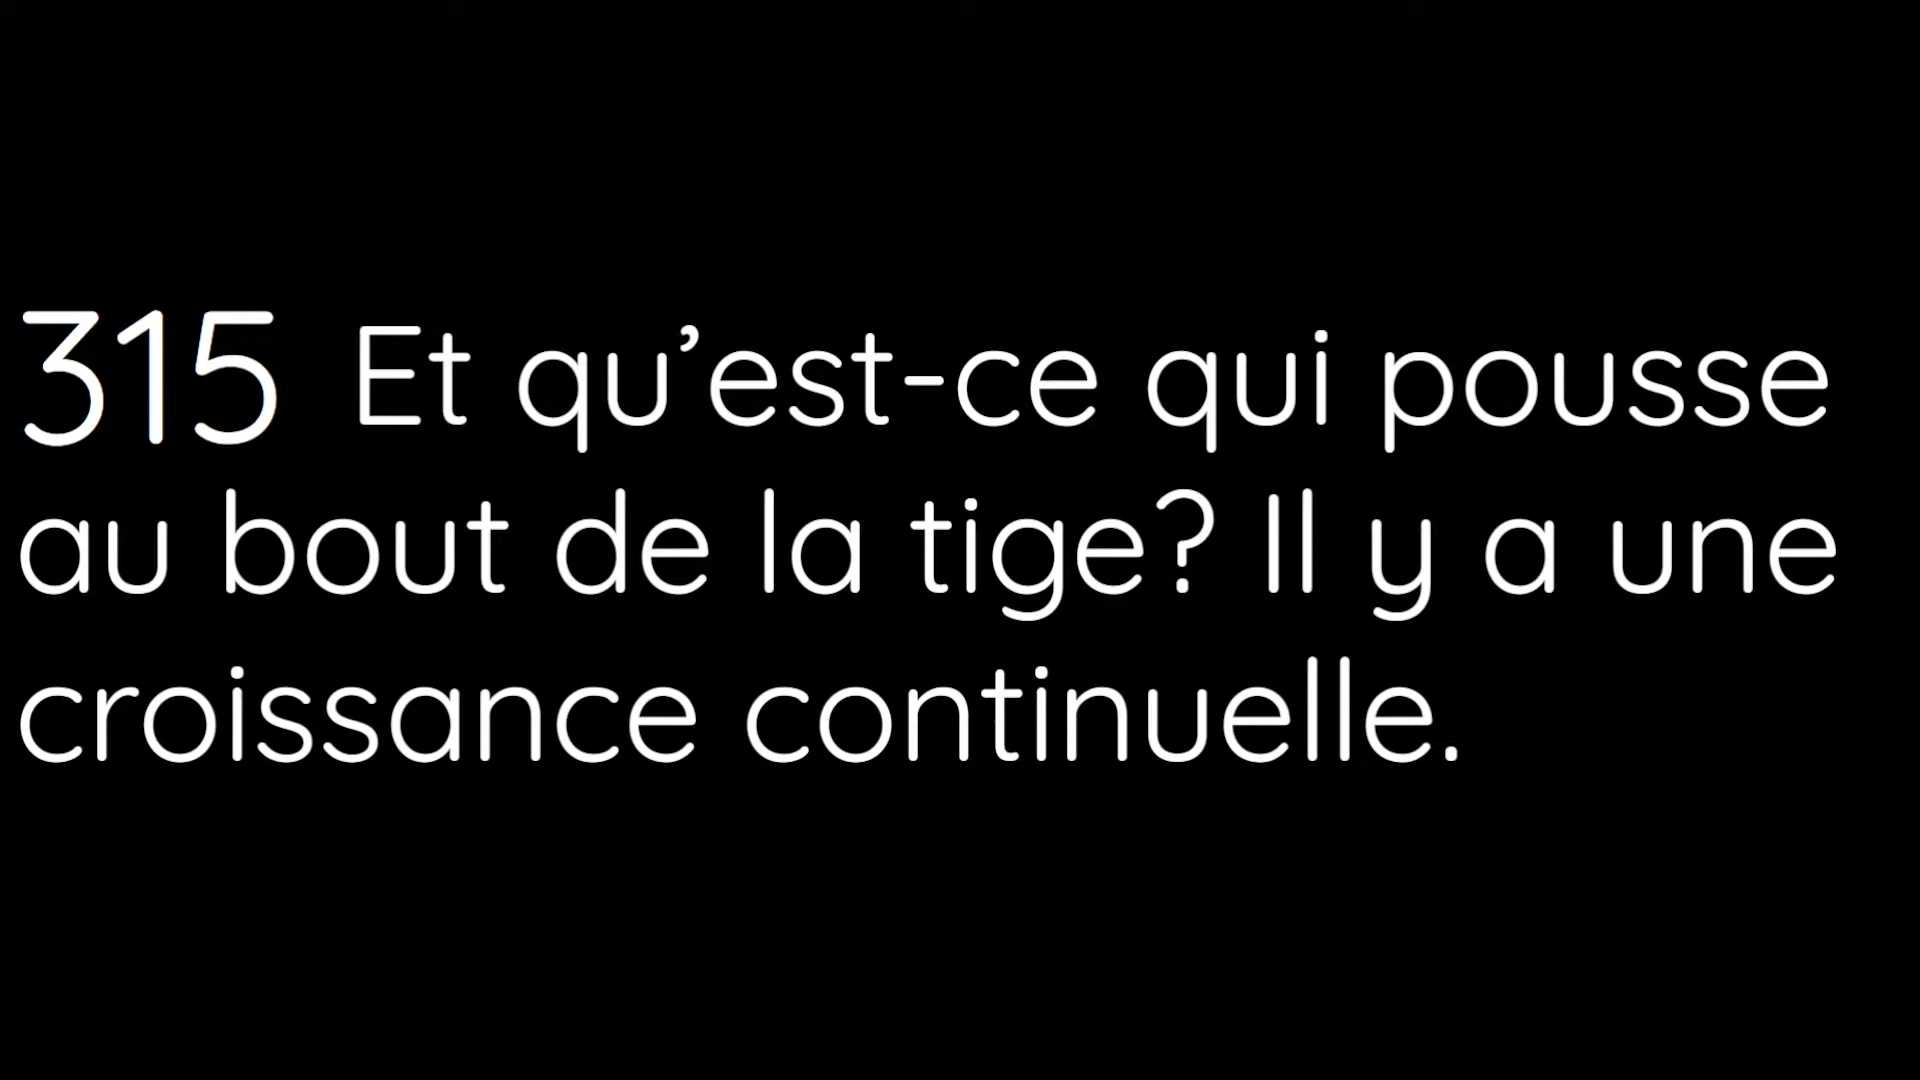 315 Et qu’est-ce qui pousse
au bout de la tige? Il y a une
croissance continuelle.